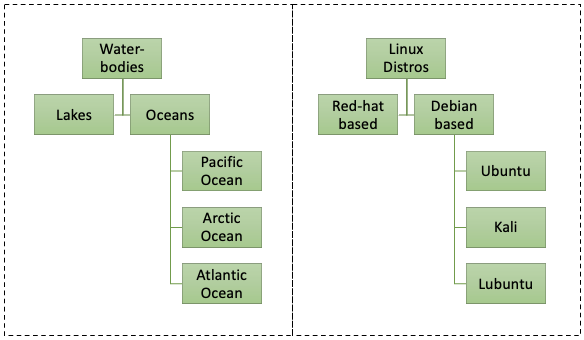 Water-
bodies
Lakes
Oceans
Pacific
Ocean
Arctic
Ocean
Atlantic
Ocean
Linux
Distros
Red-hat
based
Debian
based
Ubuntu
Kali
Lubuntu